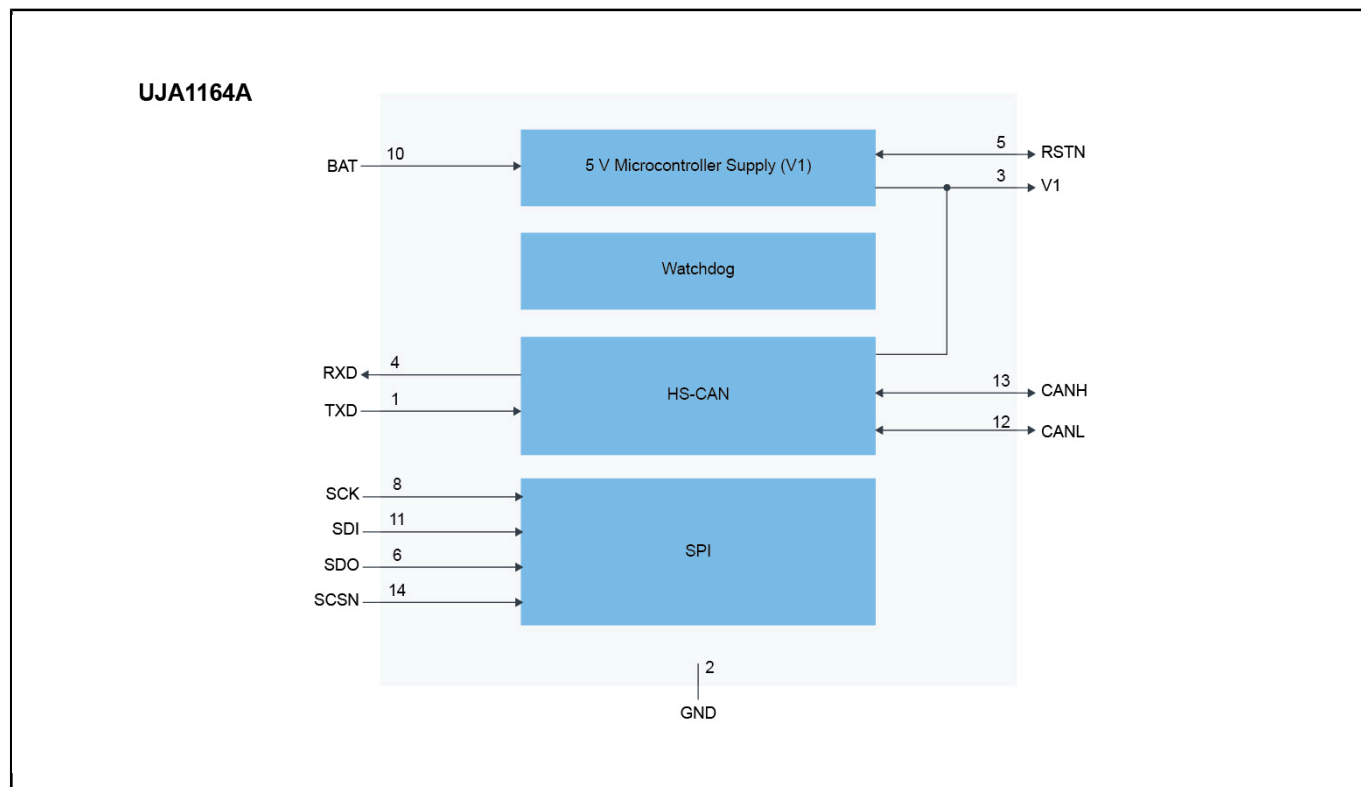 UJA1164A
BAT
10
5 V Microcontroller Supply (V1)
5
RSTN
3
V1
Watchdog
RXD
4
TXD
1
HS-CAN
13
CANH
12
CANL
SCK
8
SDI
11
SDO
6
SCSN
14
SPI
2
GND